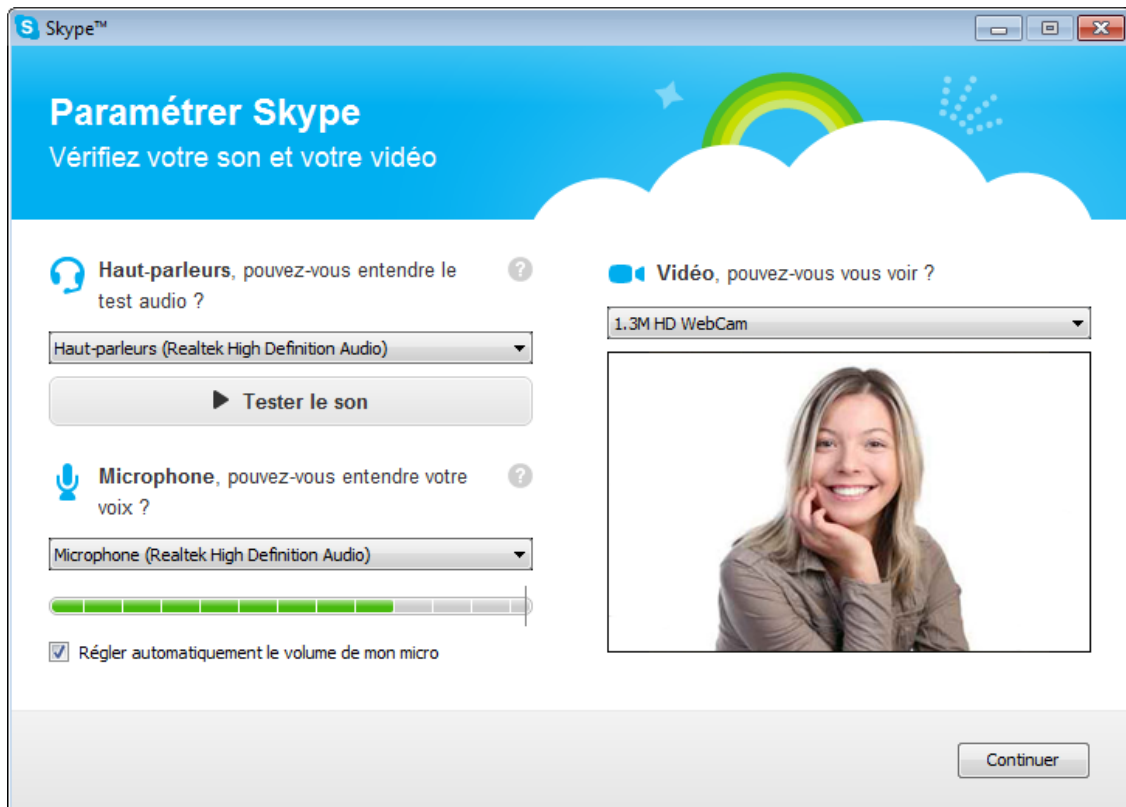 Skype™
Paramétrer Skype
Vérifiez votre son et votre vidéo
Haut-parleurs, pouvez-vous entendre le
test audio ?
?
Haut-parleurs (Realtek High Definition Audio)
Tester le son
Microphone, pouvez-vous entendre votre
voix ?
?
Microphone (Realtek High Definition Audio)
Régler automatiquement le volume de mon micro
Vidéo, pouvez-vous vous voir ?
1.3M HD WebCam
Continuer